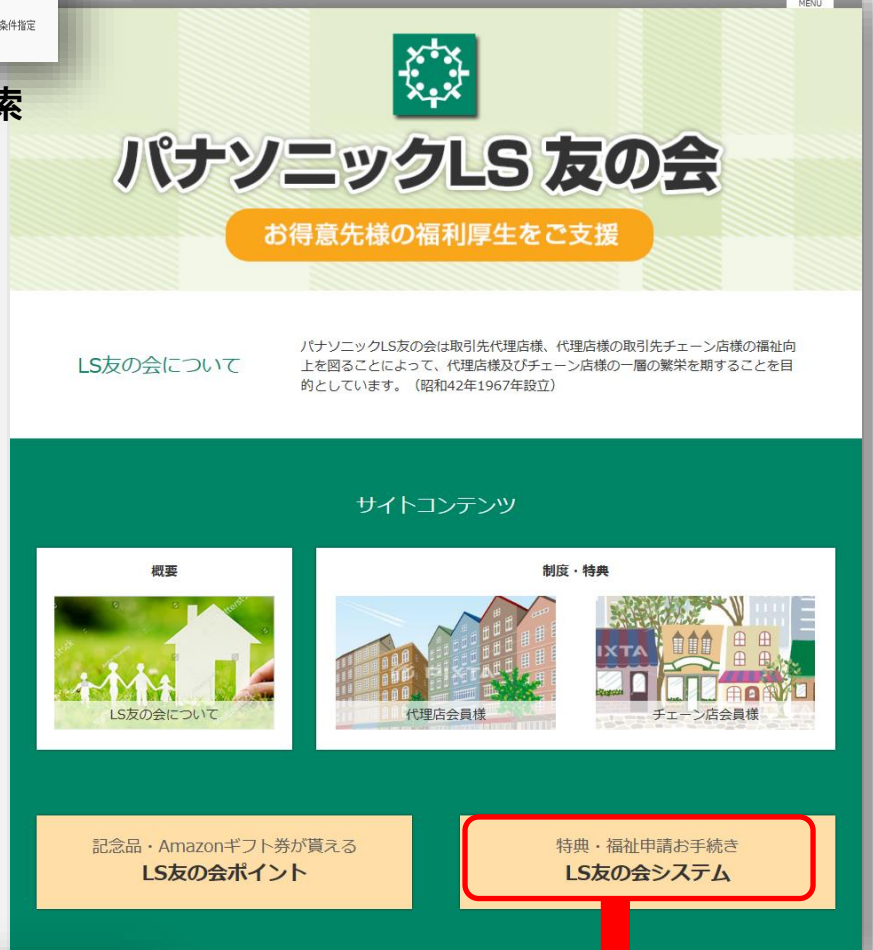 条件指定
MENU
索
パナソニックLS 友の会
お得意先様の福利厚生をご支援
LS友の会について
パナソニックLS友の会は取引先代理店様、代理店様の取引先チェーン店様の福祉向
上を図ることによって、代理店様及びチェーン店様の一層の繁栄を期することを目
的としています。（昭和42年1967年設立）
サイトコンテンツ
概要
制度・特典
LS友の会について
代理店会員様
チェーン店会員様
記念品・Amazonギフト券が貰える
LS友の会ポイント
特典・福祉申請お手続き
LS友の会システム